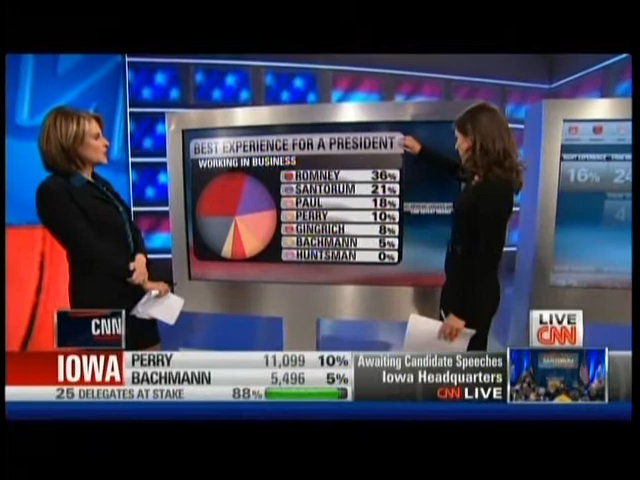 BEST EXPERIENCE FOR A PRESIDENT
WORKING IN BUSINESS
ROMNEY 36%
SANTORUM 21%
PAUL 18%
PERRY 10%
GINGRICH 8%
BACHMANN 5%
HUNTSMAN 0%
RIGHT EXPERIENCE
16%
CNN
LIVE
CNN
IOWA
PERRY 11,099 10%
BACHMANN 5,496 5%
25 DELEGATES AT STAKE 88%
Awaiting Candidate Speeches
Iowa Headquarters
CNN LIVE